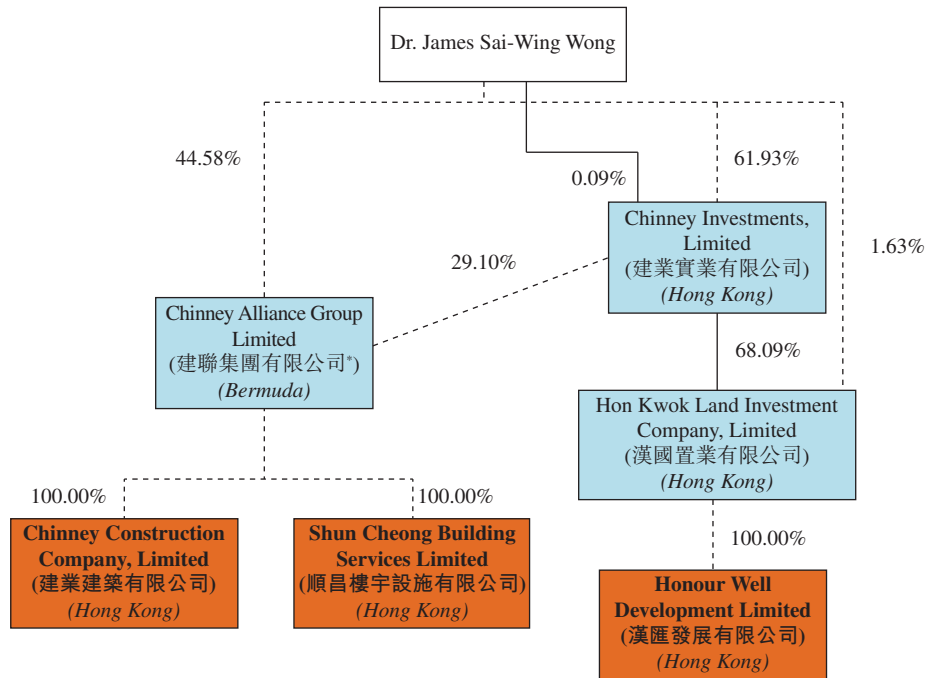 Dr. James Sai-Wing Wong
44.58%
61.93%
0.09%
1.63%
Chinney Investments,
Limited
(建業實業有限公司)
(Hong Kong)
29.10%
Chinney Alliance Group
Limited
(建聯集團有限公司*)
(Bermuda)
68.09%
Hon Kwok Land Investment
Company, Limited
(漢國置業有限公司)
(Hong Kong)
100.00%
100.00%
100.00%
Chinney Construction
Company, Limited
(建業建築有限公司)
(Hong Kong)
Shun Cheong Building
Services Limited
(順昌樓宇設施有限公司)
(Hong Kong)
Honour Well
Development Limited
(漢匯發展有限公司)
(Hong Kong)